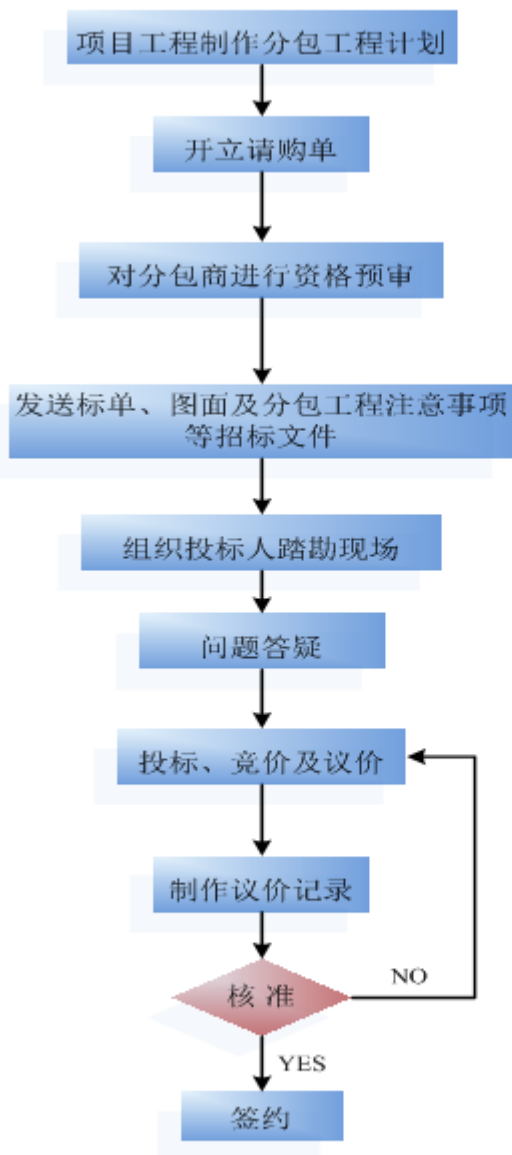 项目工程制作分包工程计划
开立请购单
对分包商进行资格预审
发送标单、图面及分包工程注意事项
等招标文件
组织投标人踏勘现场
问题答疑
投标、竞价及议价
制作议价记录
核 准
NO
YES
签约